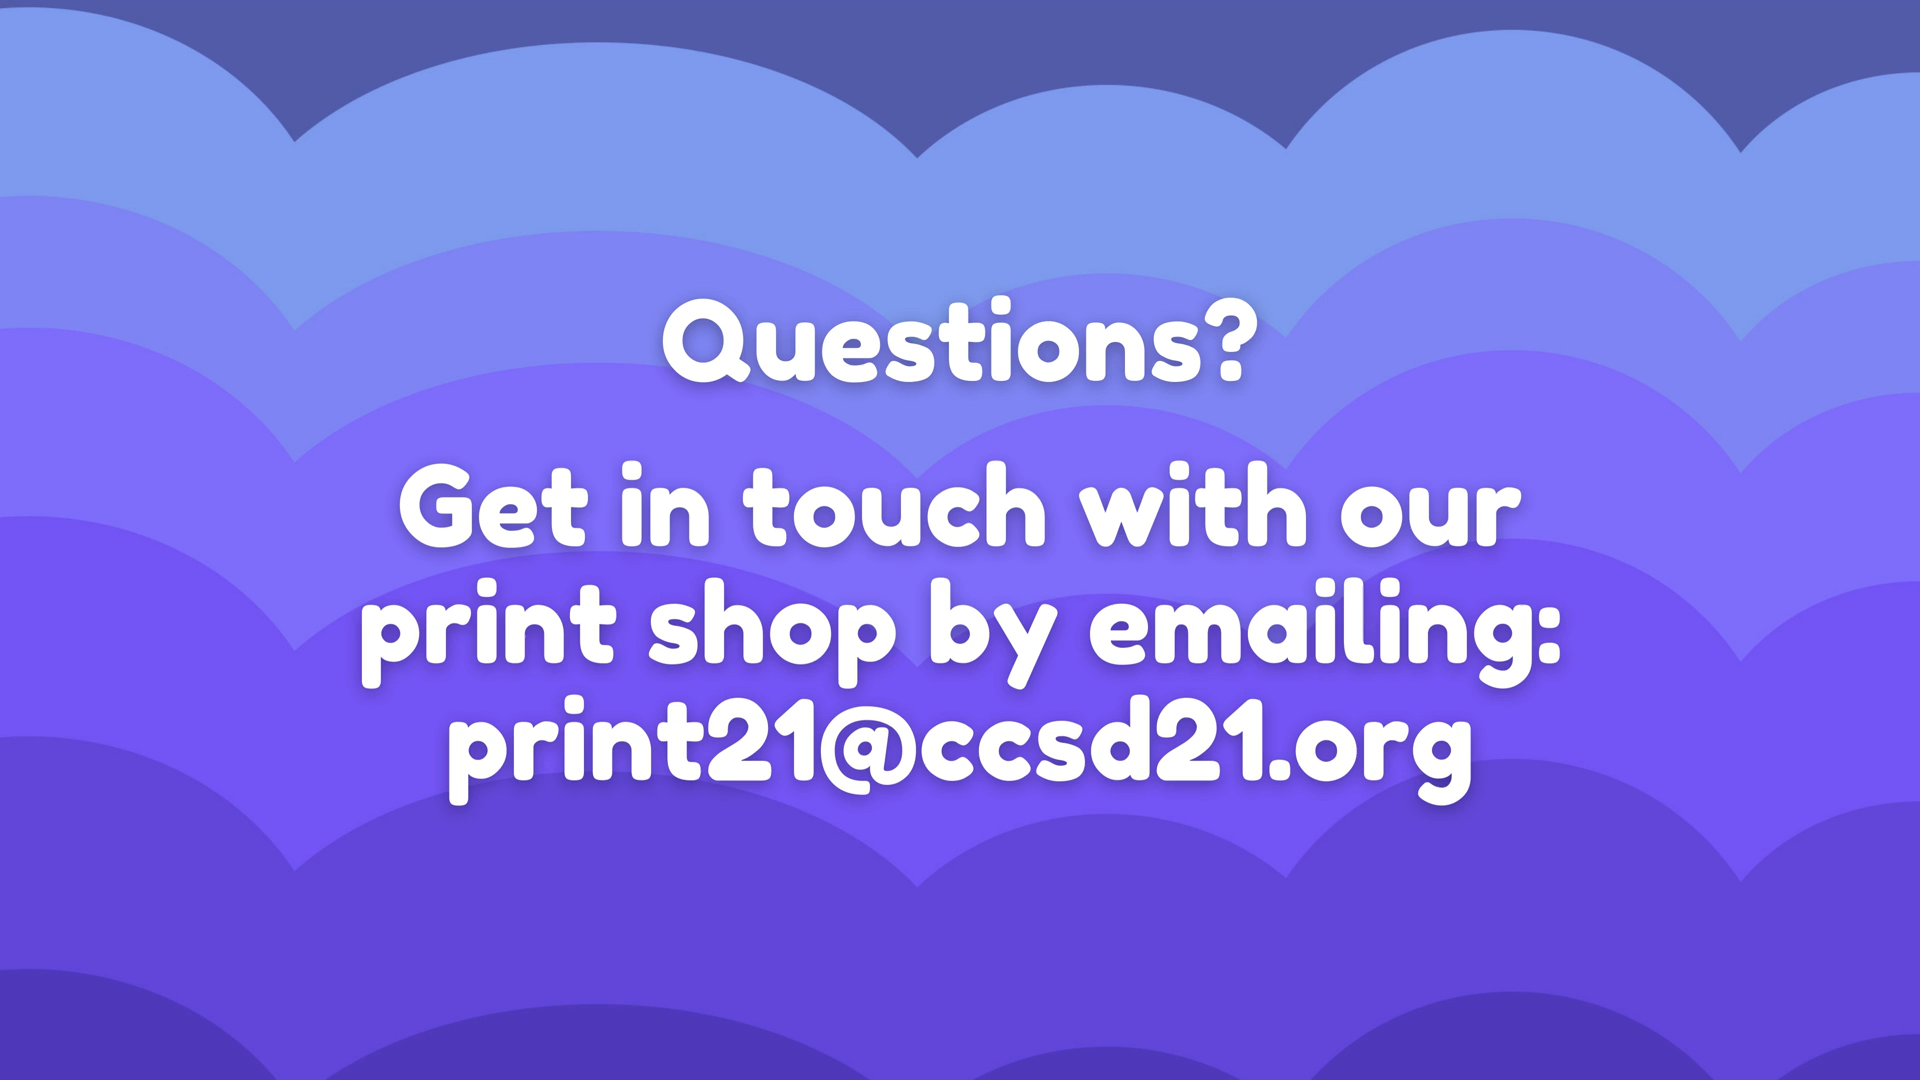 Questions?
Get in touch with our
print shop by emailing:
print21@ccsd21.org